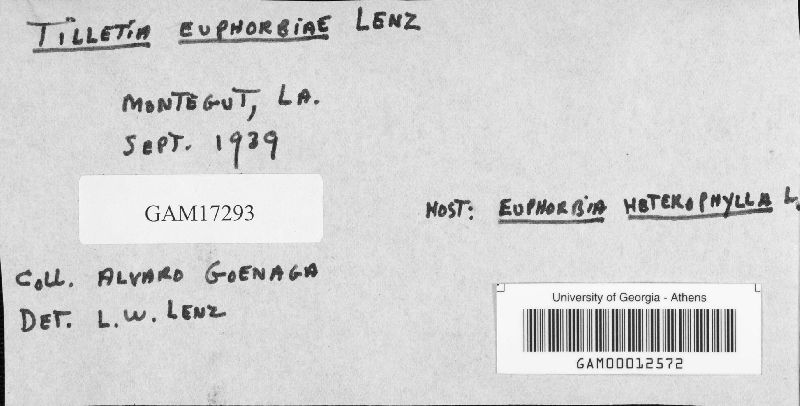 TILLETIA EUPHORBIAE LENZ
MONTEGUT, LA.
SEPT. 1939
GAM17293
HOST: EUPHORBIA HETEROPHYLLA L.
COLL. ALVARO GOENAGA
DET. L.W. LENZ
University of Georgia - Athens
GAM00012572